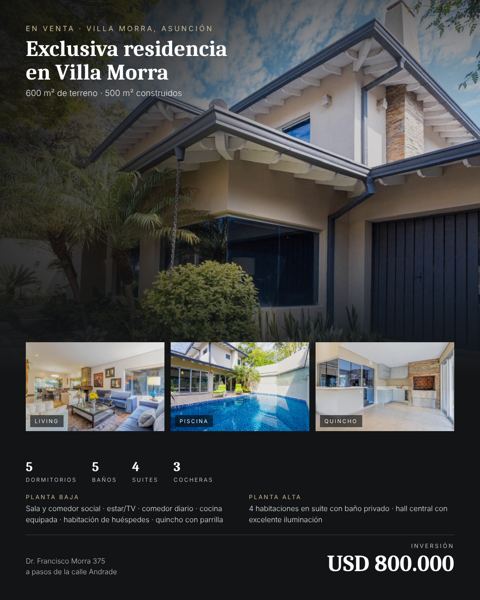 EN VENTA · VILLA MORRA, ASUNCIÓN
Exclusiva residencia
en Villa Morra
600 m² de terreno · 500 m² construidos
LIVING
PISCINA
QUINCHO
5
DORMITORIOS
5
BAÑOS
4
SUITES
3
COCHERAS
PLANTA BAJA
Sala y comedor social · estar/TV · comedor diario · cocina
equipada · habitación de huéspedes · quincho con parrilla
PLANTA ALTA
4 habitaciones en suite con baño privado · hall central con
excelente iluminación
Dr. Francisco Morra 375
a pasos de la calle Andrade
INVERSIÓN
USD 800.000